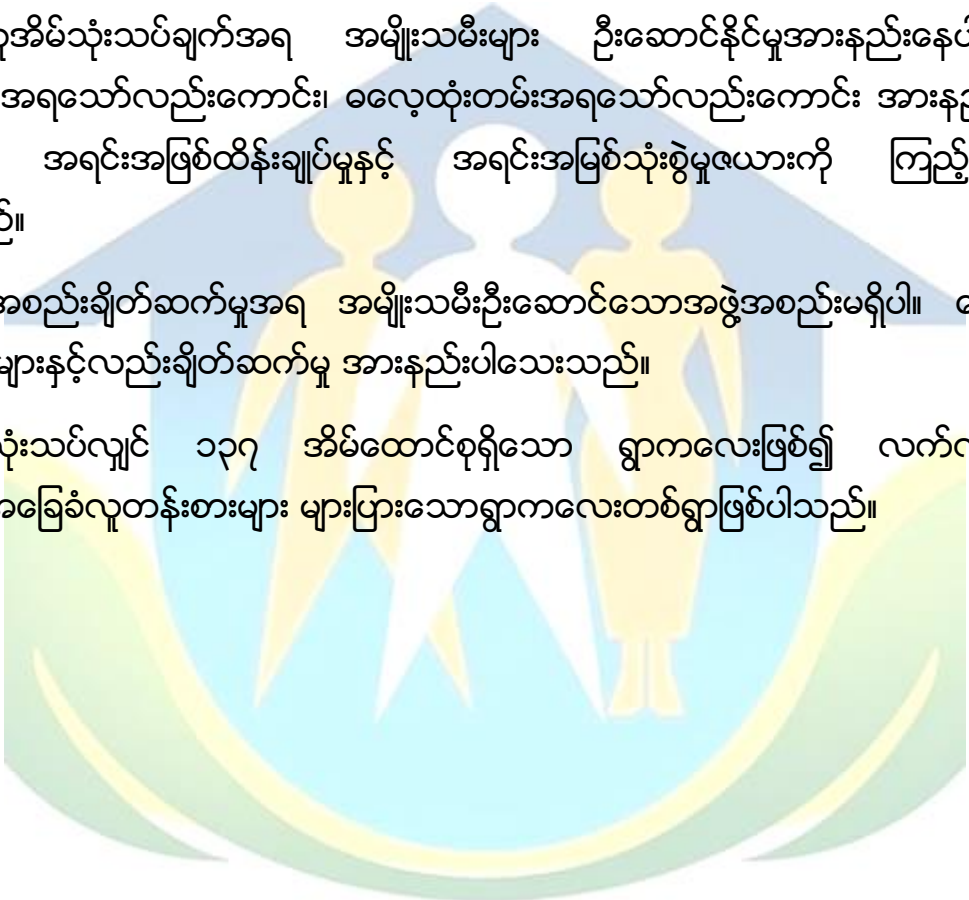 အိမ်သုံးသပ်ချက်အရ အမျိုးသမီးများ ဦးဆောင်နိုင်မှုအားနည်းနေပါ
အရသော်လည်းကောင်း၊ ဓလေ့ထုံးတမ်းအရသော်လည်းကောင်း အားနည်
အရင်းအဖြစ်ထိန်းချုပ်မှုနှင့် အရင်းအမြစ်သုံးစွဲမှုဇယားကို ကြည့်
ည်။
အစည်းချိတ်ဆက်မှုအရ အမျိုးသမီးဦးဆောင်သောအဖွဲ့အစည်းမရှိပါ။
များနှင့်လည်းချိတ်ဆက်မှု အားနည်းပါသေးသည်။
သုံးသပ်လျှင် ၁၃၇ အိမ်ထောင်စုရှိသော ရွာကလေးဖြစ်၍
အခြေခံလူတန်းစားများ များပြားသောရွာကလေးတစ်ရွာဖြစ်ပါသည်။